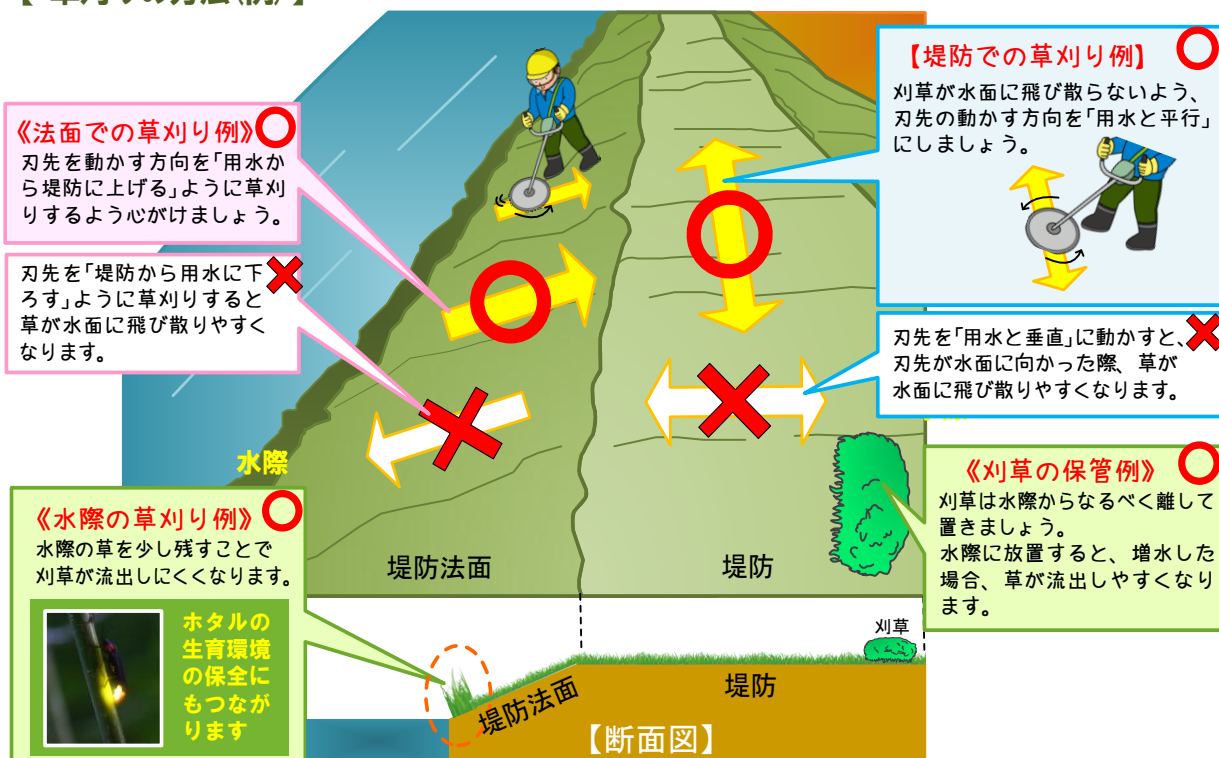 【 草刈りの方法(例)】
《法面での草刈り例》
刃先を動かす方向を「用水か
ら堤防に上げる」ように草刈
りするよう心がけましょう。
刃先を「堤防から用水に下
ろす」ように草刈りすると
草が水面に飛び散りやすく
なります。
【堤防での草刈り例】
刈草が水面に飛び散らないよう、
刃先の動かす方向を「用水と平行」
にしましょう。
刃先を「用水と垂直」に動かすと、
刃先が水面に向かった際、草が
水面に飛び散りやすくなります。
水際
《水際の草刈り例》
水際の草を少し残すことで
刈草が流出しにくくなります。
ホタルの
生育環境
の保全に
もつなが
ります
《刈草の保管例》
刈草は水際からなるべく離して
置きましょう。
水際に放置すると、増水した
場合、草が流出しやすくなり
ます。
堤防法面
堤防
刈草
堤防法面
堤防
【断面図】